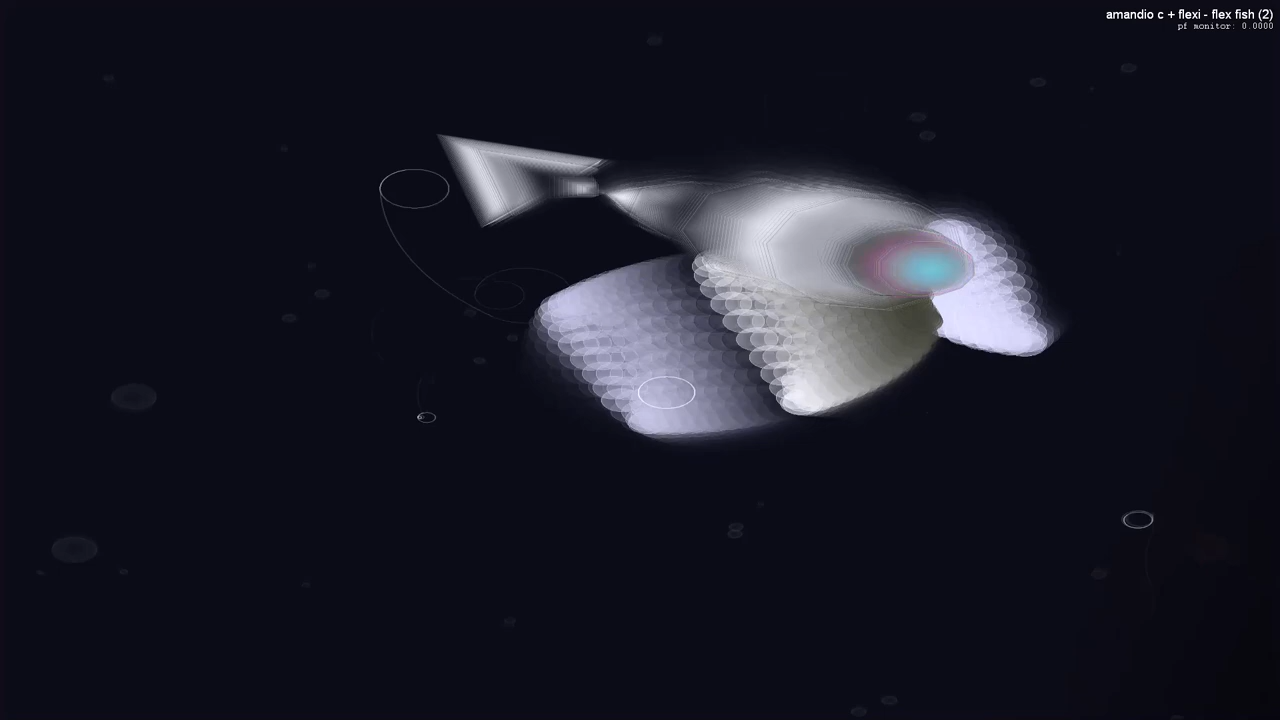 amandio c + flexi - flex fish (2)
pf monitor: 0.0000